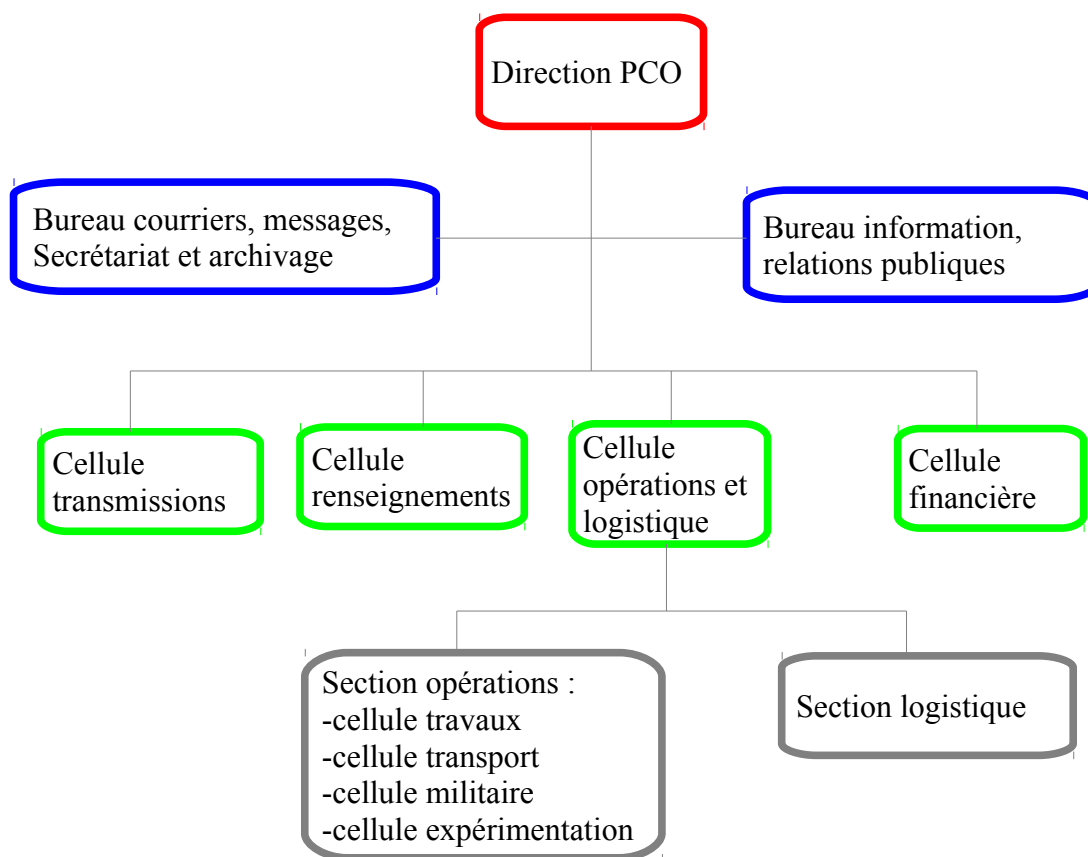 Direction PCO
Bureau courriers, messages,
Secrétariat et archivage
Bureau information,
relations publiques
Cellule
transmissions
Cellule
renseignements
Cellule
opérations et
logistique
Cellule
financière
Section opérations :
-cellule travaux
-cellule transport
-cellule militaire
-cellule expérimentation
Section logistique